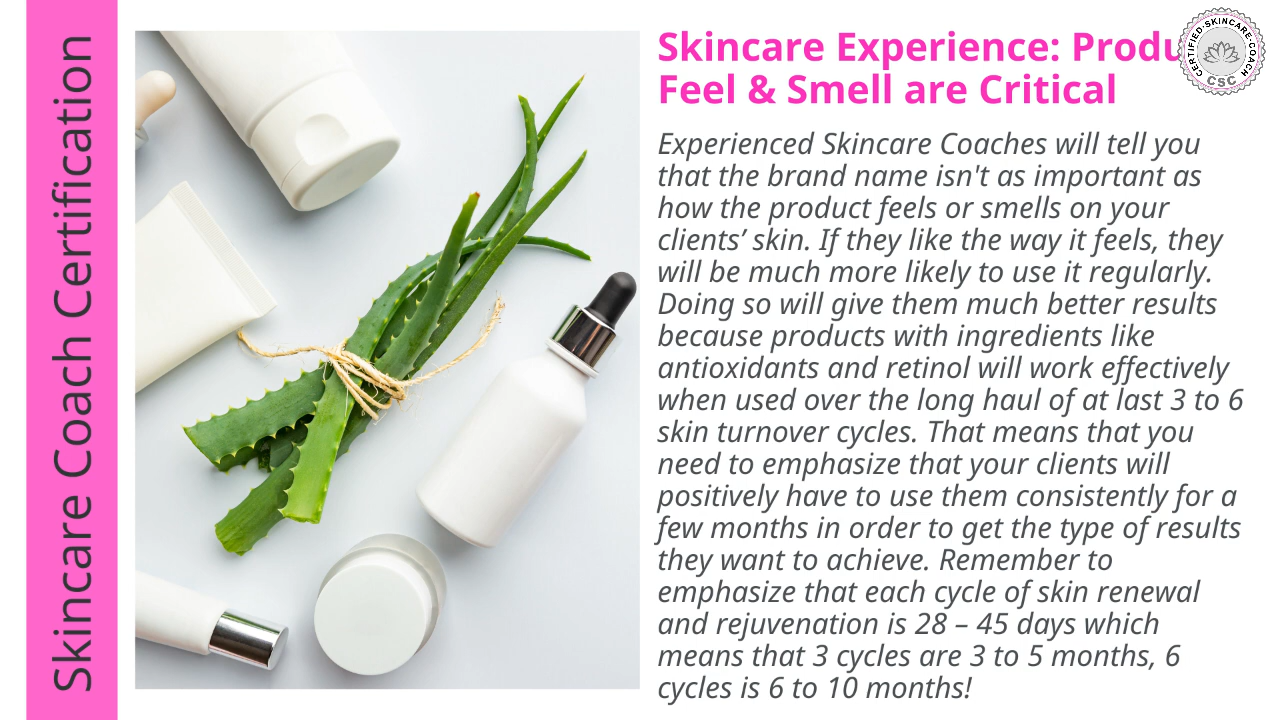 Skincare Coach Certification
Skincare Experience: Produ
Feel & Smell are Critical
CERTIFIED-SKINCARE-COACH
CSC
Experienced Skincare Coaches will tell you
that the brand name isn't as important as
how the product feels or smells on your
clients’ skin. If they like the way it feels, they
will be much more likely to use it regularly.
Doing so will give them much better results
because products with ingredients like
antioxidants and retinol will work effectively
when used over the long haul of at last 3 to 6
skin turnover cycles. That means that you
need to emphasize that your clients will
positively have to use them consistently for a
few months in order to get the type of results
they want to achieve. Remember to
emphasize that each cycle of skin renewal
and rejuvenation is 28 – 45 days which
means that 3 cycles are 3 to 5 months, 6
cycles is 6 to 10 months!